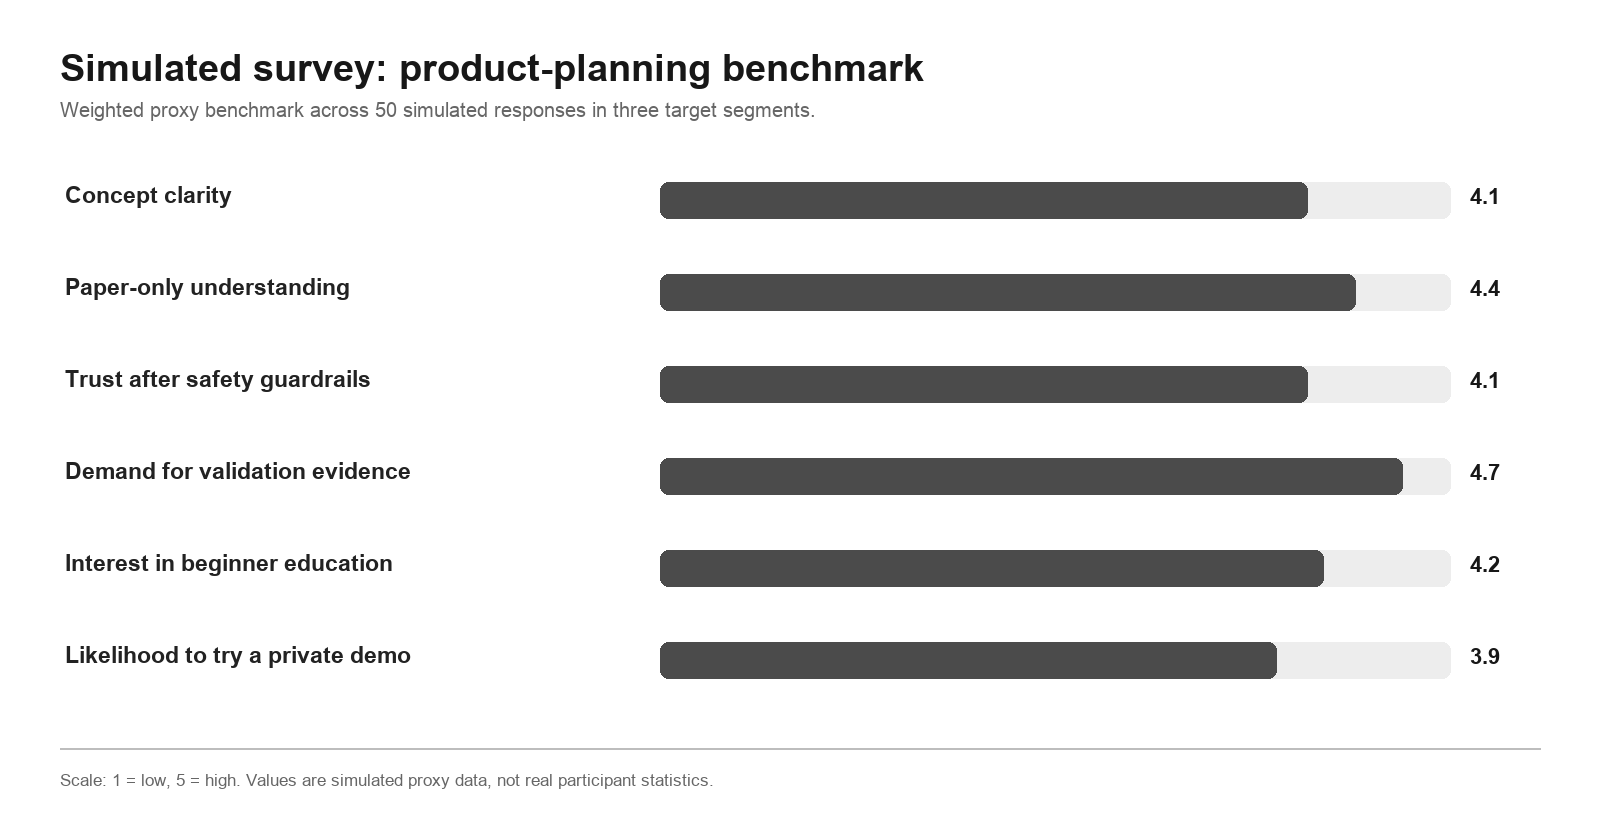 Simulated survey: product-planning benchmark
Weighted proxy benchmark across 50 simulated responses in three target segments.
Concept clarity 4.1
Paper-only understanding 4.4
Trust after safety guardrails 4.1
Demand for validation evidence 4.7
Interest in beginner education 4.2
Likelihood to try a private demo 3.9
Scale: 1 = low, 5 = high. Values are simulated proxy data, not real participant statistics.